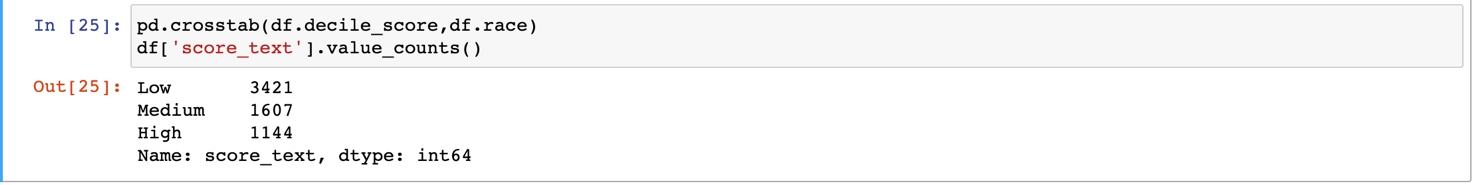 In [25]: pd.crosstab(df.decile_score,df.race)
df['score_text'].value_counts()
Out[25]: Low 3421
Medium 1607
High 1144
Name: score_text, dtype: int64